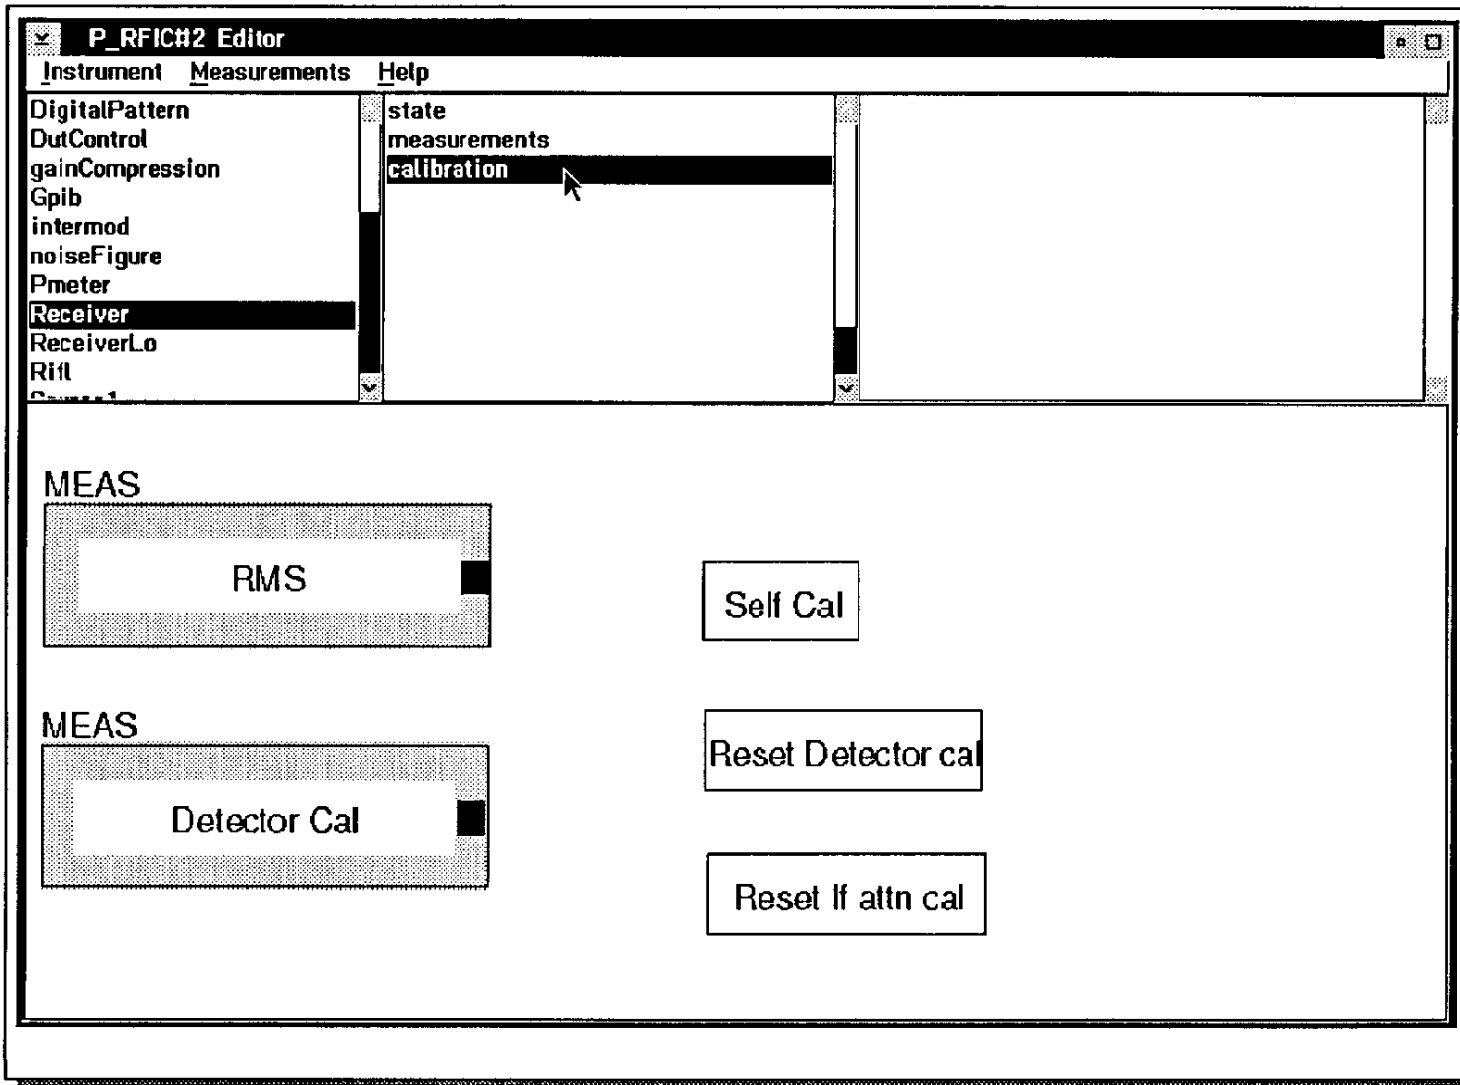 P_RFIC#2 Editor
Instrument Measurements Help
DigitalPattern
DutControl
gainCompression
Gpib
intermod
noiseFigure
Pmeter
Receiver
ReceiverLo
Rifl
state
measurements
calibration
MEAS
RMS
MEAS
Detector Cal
Self Cal
Reset Detector cal
Reset If attn cal